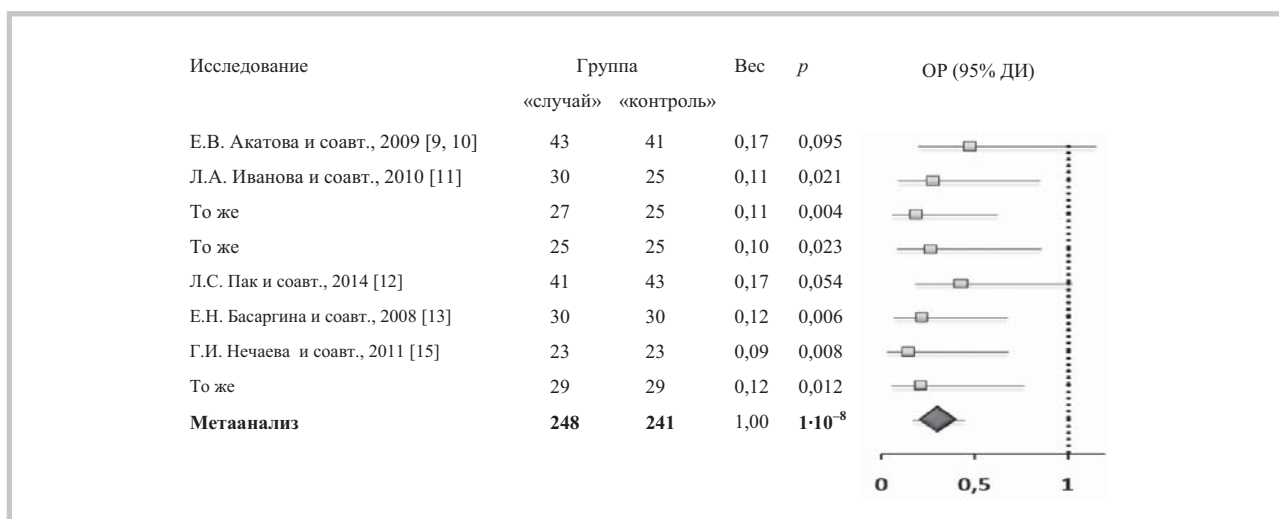 Исследование Группа Вес p ОР (95% ДИ)
«случай» «контроль»
Е.В. Акатова и соавт., 2009 [9, 10] 43 41 0,17 0,095
Л.А. Иванова и соавт., 2010 [11] 30 25 0,11 0,021
То же 27 25 0,11 0,004
То же 25 25 0,10 0,023
Л.С. Пак и соавт., 2014 [12] 41 43 0,17 0,054
Е.Н. Басаргина и соавт., 2008 [13] 30 30 0,12 0,006
Г.И. Нечаева и соавт., 2011 [15] 23 23 0,09 0,008
То же 29 29 0,12 0,012
Метаанализ 248 241 1,00 1·10⁻⁸
0 0,5 1